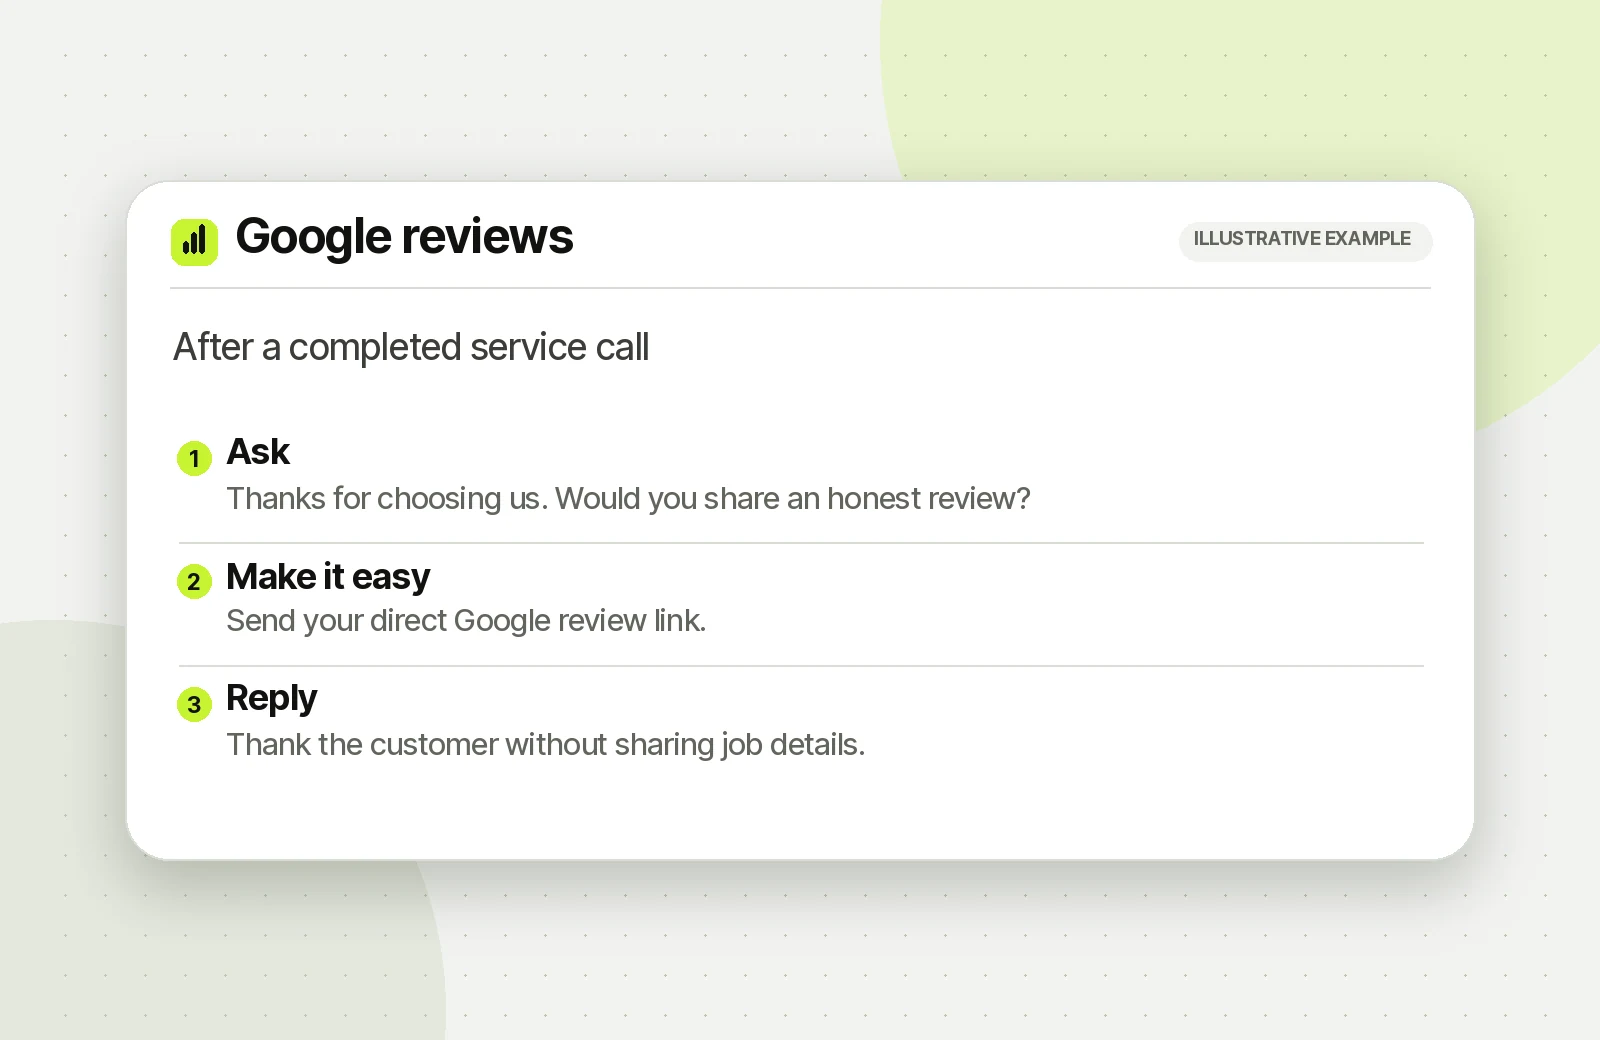 Google reviews
ILLUSTRATIVE EXAMPLE
After a completed service call
1 Ask
Thanks for choosing us. Would you share an honest review?
2 Make it easy
Send your direct Google review link.
3 Reply
Thank the customer without sharing job details.